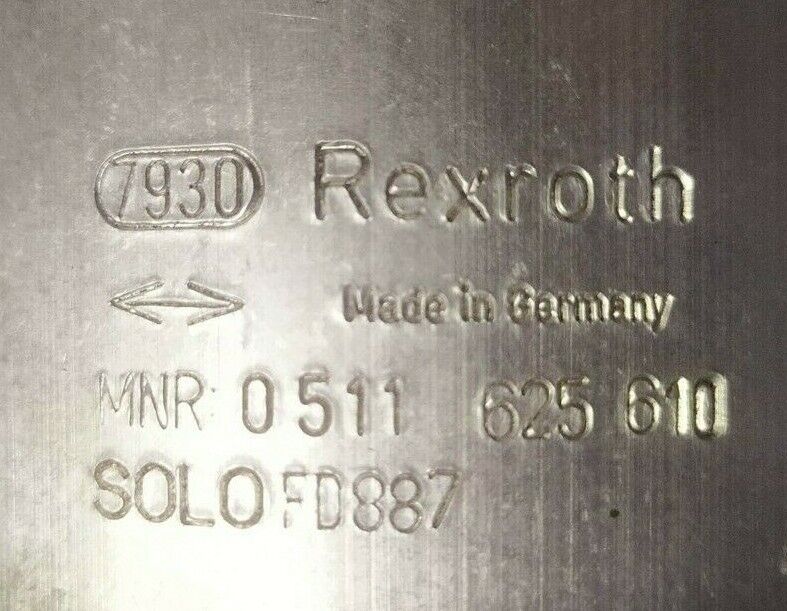 7930 Rexroth
Made in Germany
MNR: 0 511 625 610
SOLO FD887